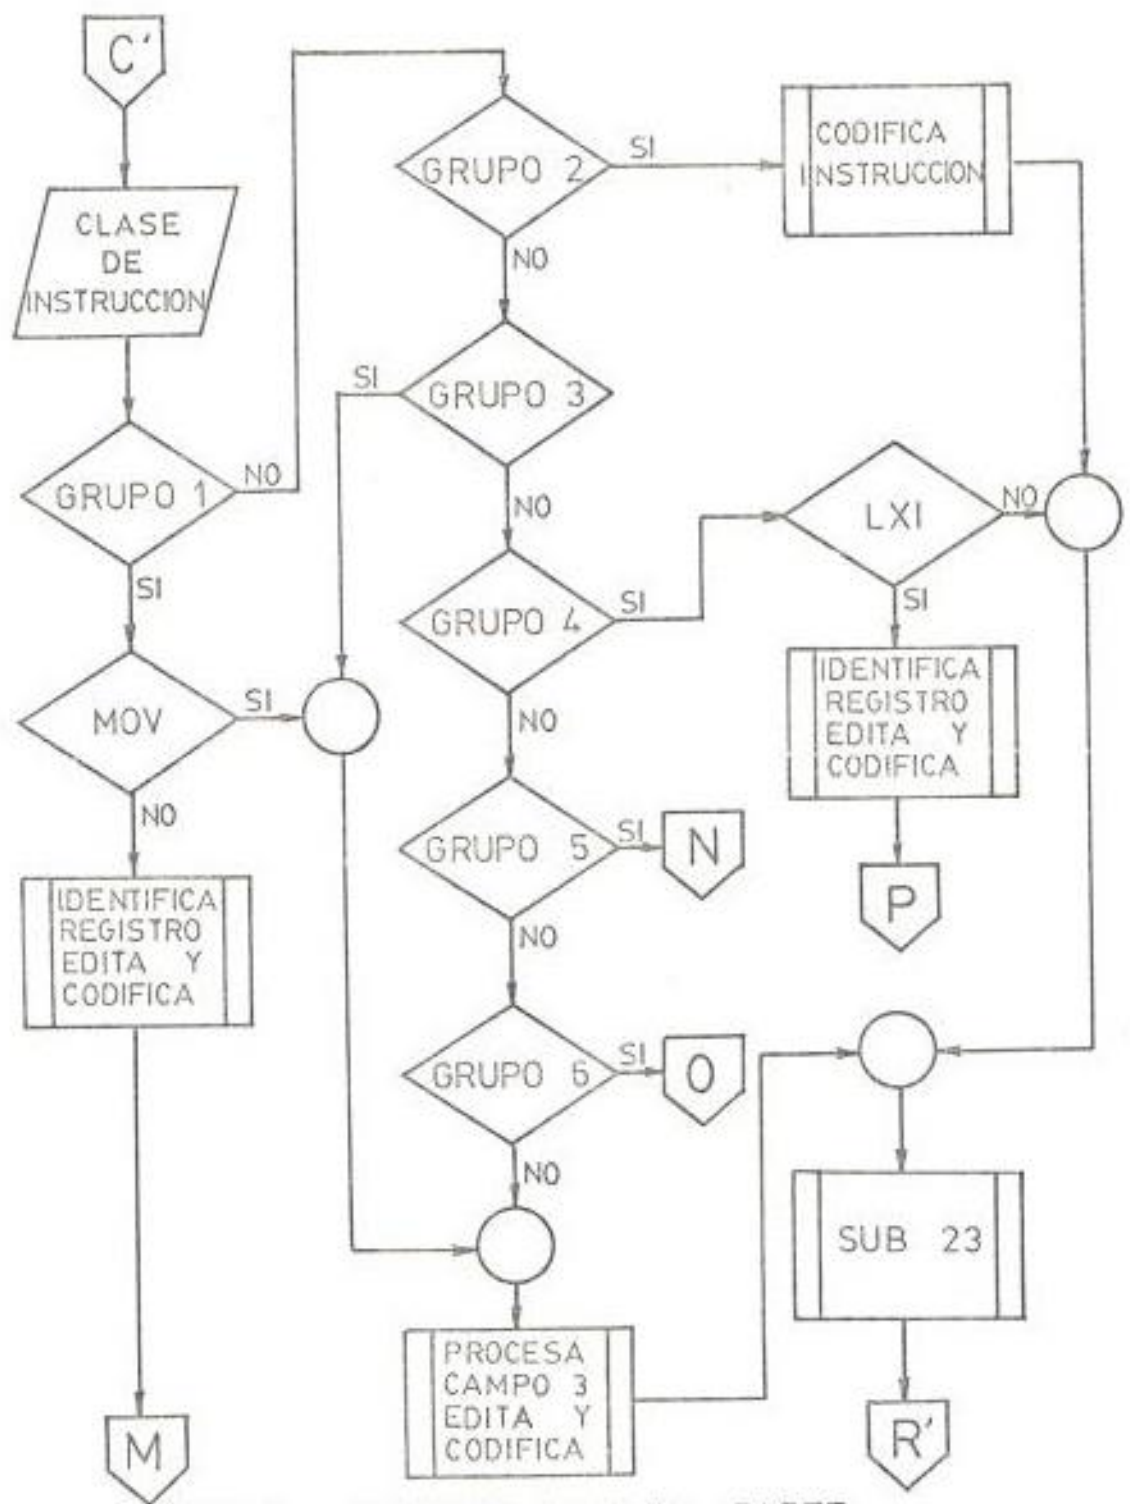 C'
CLASE
DE
INSTRUCCION
GRUPO 1
NO
SI
MOV
SI
NO
IDENTIFICA
REGISTRO
EDITA Y
CODIFICA
M
GRUPO 2
SI
NO
CODIFICA
INSTRUCCION
GRUPO 3
SI
NO
GRUPO 4
SI
NO
LXI
NO
SI
IDENTIFICA
REGISTRO
EDITA Y
CODIFICA
P
GRUPO 5
SI
N
NO
GRUPO 6
SI
O
NO
PROCESA
CAMPO 3
EDITA Y
CODIFICA
SUB 23
R'